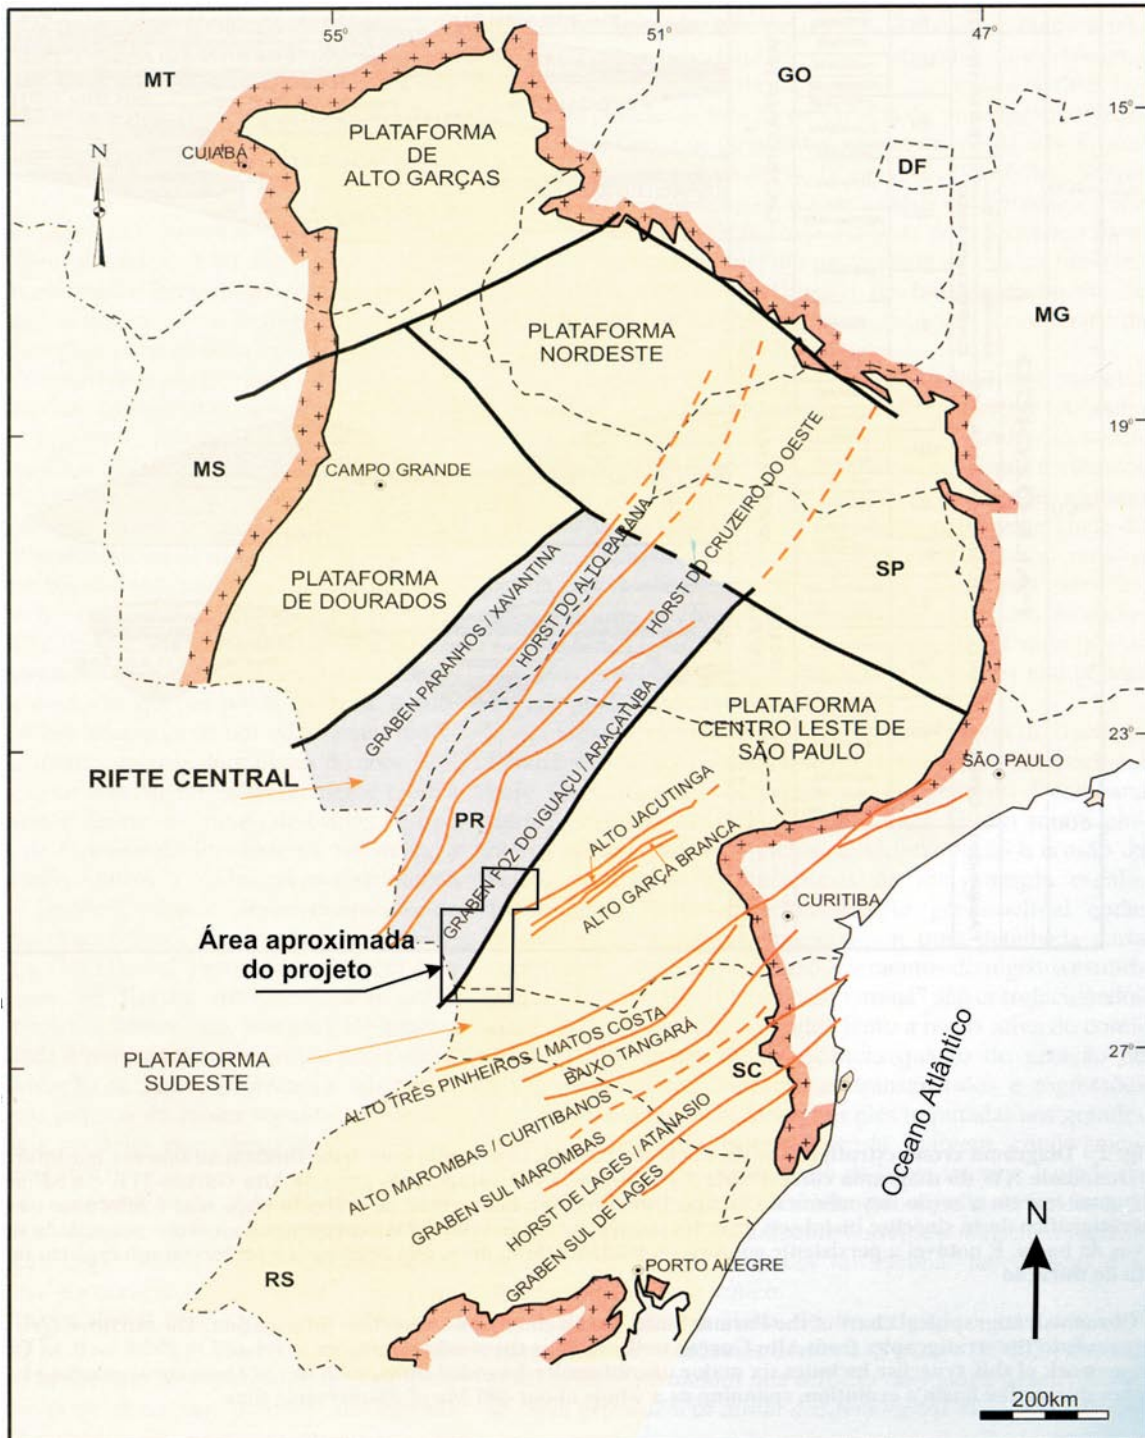 55°
51°
47°
MT
GO
15°
PLATAFORMA
DE
ALTO GARÇAS
CUIABÁ
N
DF
MG
PLATAFORMA
NORDESTE
19°
MS
CAMPO GRANDE
HORST DO CRUZEIRO DO OESTE
HORST DO ALTO PARANA
SP
PLATAFORMA
DE DOURADOS
GRABEN PARANHOS / XAVANTINA
GRABEN FOZ DO IGUAÇU / ARAÇATUBA
PLATAFORMA
CENTRO LESTE DE
SÃO PAULO
23°
SÃO PAULO
RIFTE CENTRAL
PR
ALTO JACUTINGA
ALTO GARÇA BRANCA
CURITIBA
Área aproximada
do projeto
PLATAFORMA
SUDESTE
27°
ALTO TRÊS PINHEIROS / MATOS COSTA
BAIXO TANGARÁ
SC
ALTO MAROMBAS / CURITIBANOS
GRABEN SUL MAROMBAS
HORST DE LAGES / ATANASIO
GRABEN SUL DE LAGES
Oceano Atlântico
RS
PORTO ALEGRE
N
200km